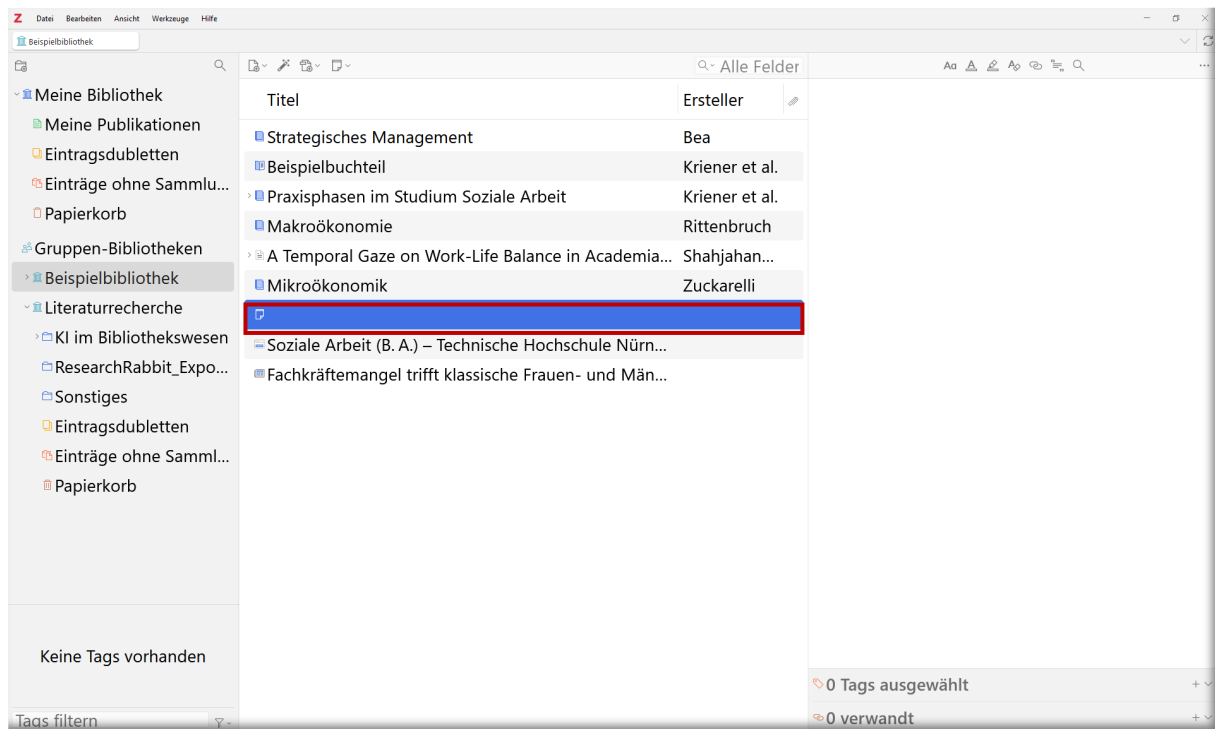 Z Datei Bearbeiten Ansicht Werkzeuge Hilfe
Beispielbibliothek
Alle Felder
Meine Bibliothek
Meine Publikationen
Eintragsdubletten
Einträge ohne Sammlu...
Papierkorb
Gruppen-Bibliotheken
Beispielbibliothek
Literaturrecherche
KI im Bibliothekswesen
ResearchRabbit_Expo...
Sonstiges
Eintragsdubletten
Einträge ohne Samml...
Papierkorb
Keine Tags vorhanden
Tags filtern
Titel Ersteller
Strategisches Management Bea
Beispielbuchteil Kriener et al.
Praxisphasen im Studium Soziale Arbeit Kriener et al.
Makroökonomie Rittenbruch
A Temporal Gaze on Work-Life Balance in Academia... Shahjahan...
Mikroökonomik Zuckarelli
Soziale Arbeit (B. A.) – Technische Hochschule Nürn...
Fachkräftemangel trifft klassische Frauen- und Män...
0 Tags ausgewählt
0 verwandt